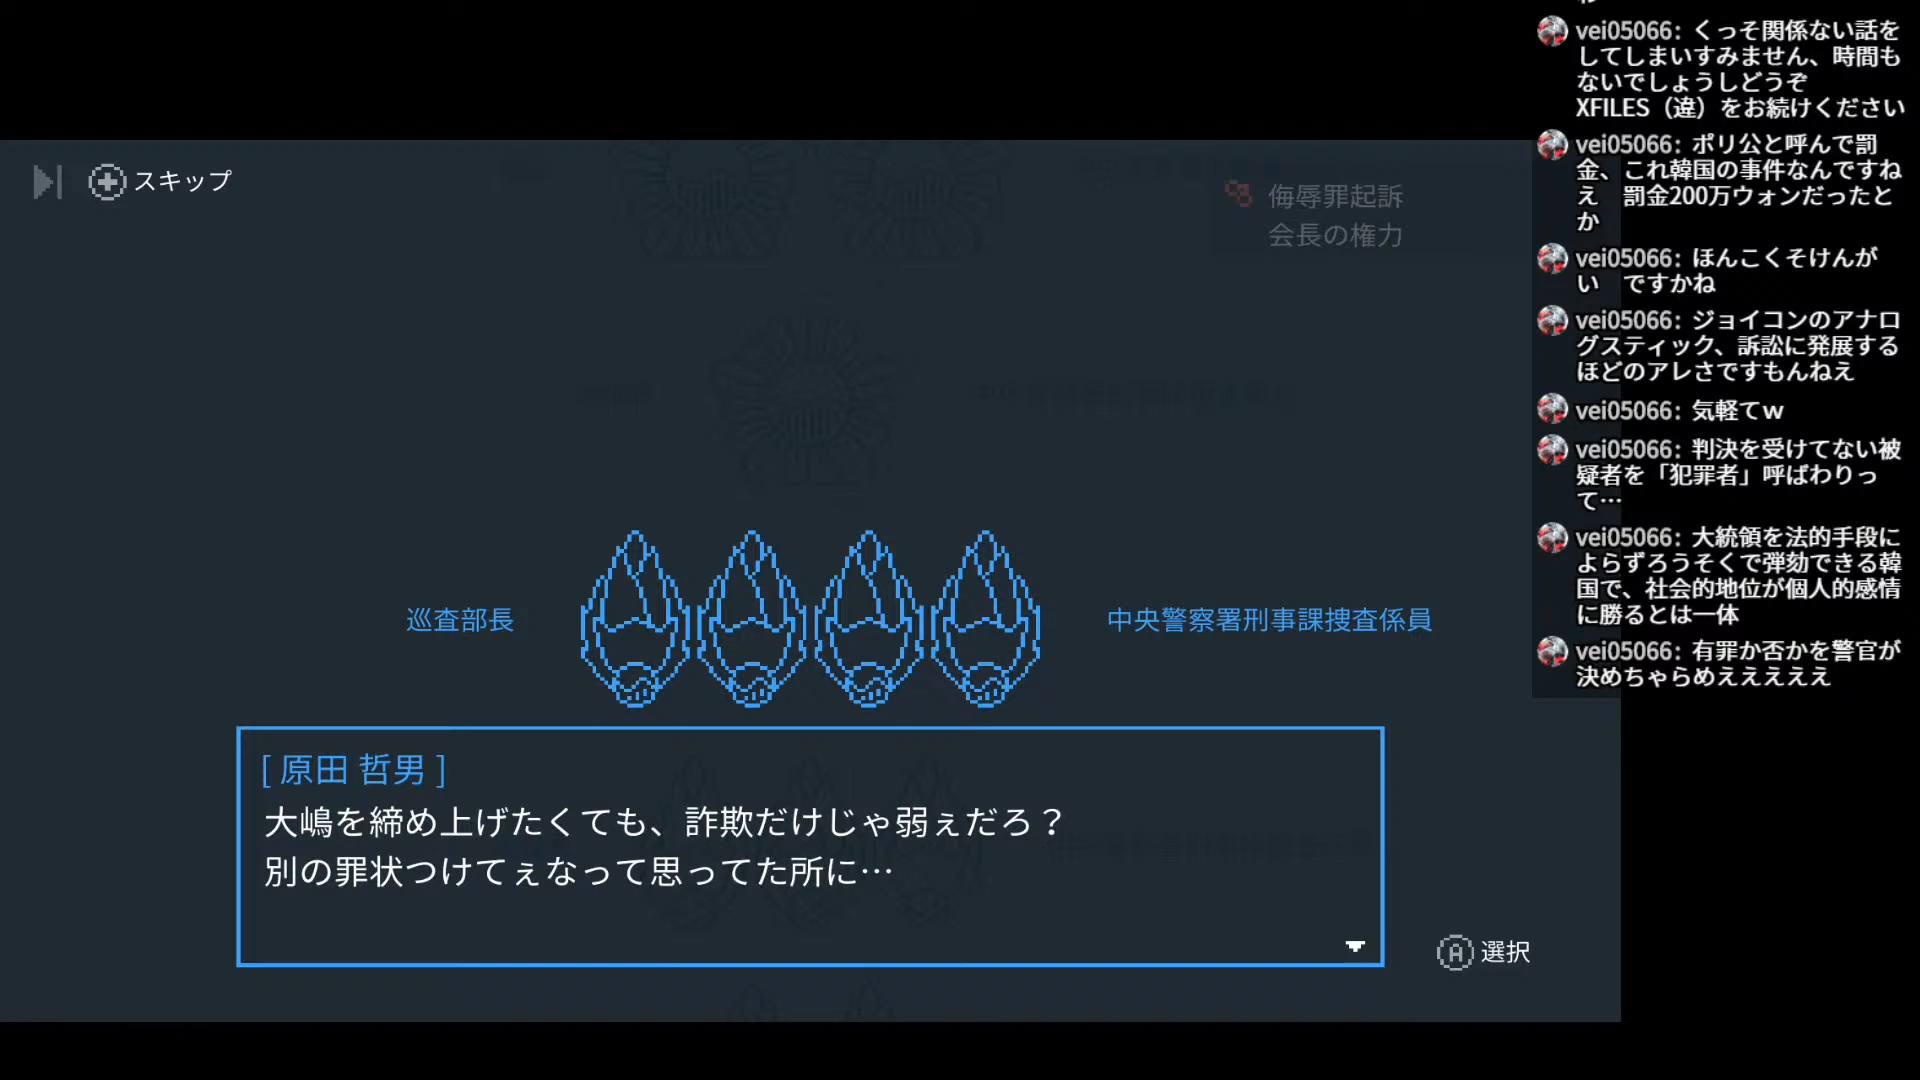 スキップ
侮辱罪起訴
会長の権力
巡査部長
中央警察署刑事課捜査係員
[ 原田 哲男 ]
大嶋を締め上げたくても、詐欺だけじゃ弱ぇだろ？
別の罪状つけてぇなって思ってた所に…
A 選択
vei05066: くっそ関係ない話を
してしまいすみません、時間も
ないでしょうしどうぞ
XFILES（違）をお続けください
vei05066: ポリ公と呼んで罰
金、これ韓国の事件なんですね
え　罰金200万ウォンだったと
か
vei05066: ほんこくそけんが
い　ですかね
vei05066: ジョイコンのアナロ
グスティック、訴訟に発展する
ほどのアレさですもんねえ
vei05066: 気軽てｗ
vei05066: 判決を受けてない被
疑者を「犯罪者」呼ばわりっ
て…
vei05066: 大統領を法的手段に
よらずろうそくで弾劾できる韓
国で、社会的地位が個人的感情
に勝るとは一体
vei05066: 有罪か否かを警官が
決めちゃらめえええええ